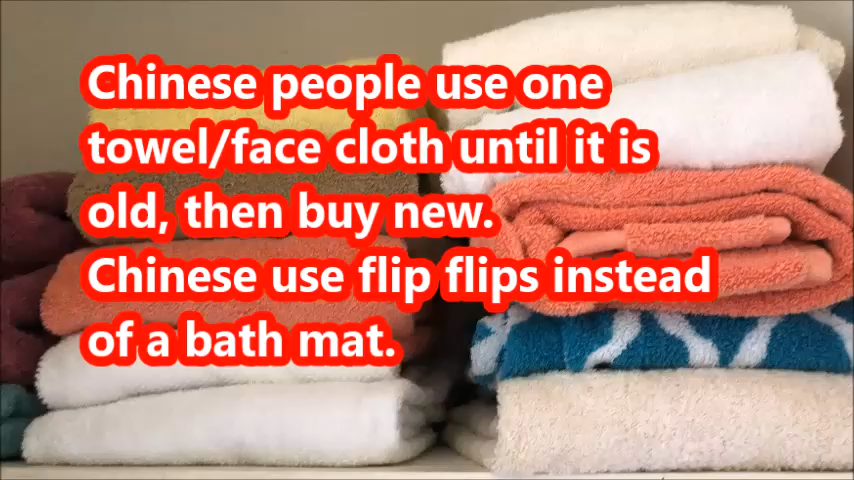 Chinese people use one
towel/face cloth until it is
old, then buy new.
Chinese use flip flips instead
of a bath mat.